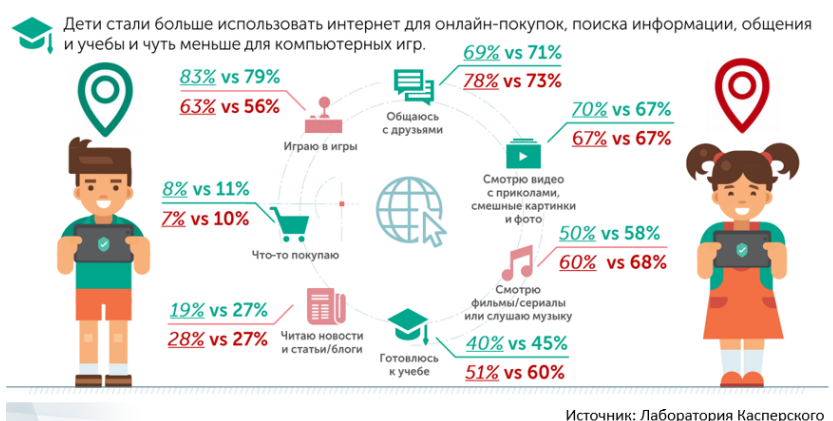 Дети стали больше использовать интернет для онлайн-покупок, поиска информации, общения
и учебы и чуть меньше для компьютерных игр.
83% vs 79%
63% vs 56%
Играю в игры
69% vs 71%
78% vs 73%
Общаюсь
с друзьями
70% vs 67%
67% vs 67%
Смотрю видео
с приколами,
смешные картинки
и фото
8% vs 11%
7% vs 10%
Что-то покупаю
50% vs 58%
60% vs 68%
Смотрю
фильмы/сериалы
или слушаю музыку
19% vs 27%
28% vs 27%
Читаю новости
и статьи/блоги
40% vs 45%
51% vs 60%
Готовлюсь
к учебе
Источник: Лаборатория Касперского